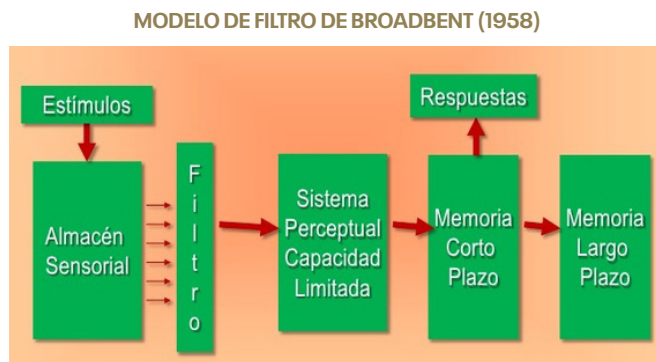 MODELO DE FILTRO DE BROADBENT (1958)
Estímulos
Respuestas
Almacén
Sensorial
F
i
l
t
r
o
Sistema
Perceptual
Capacidad
Limitada
Memoria
Corto
Plazo
Memoria
Largo
Plazo